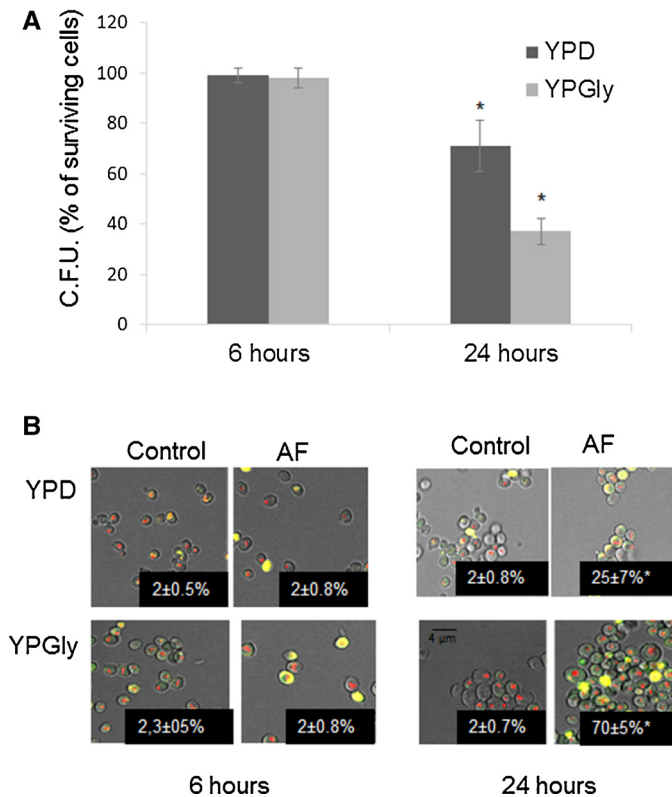 A
120
100
80
60
40
20
0
C.F.U. (% of surviving cells)
YPD
YPGly
*
*
6 hours
24 hours
B
Control
AF
Control
AF
YPD
2±0.5%
2±0.8%
2±0.8%
25±7%*
YPGly
4 µm
2,3±05%
2±0.8%
2±0.7%
70±5%*
6 hours
24 hours